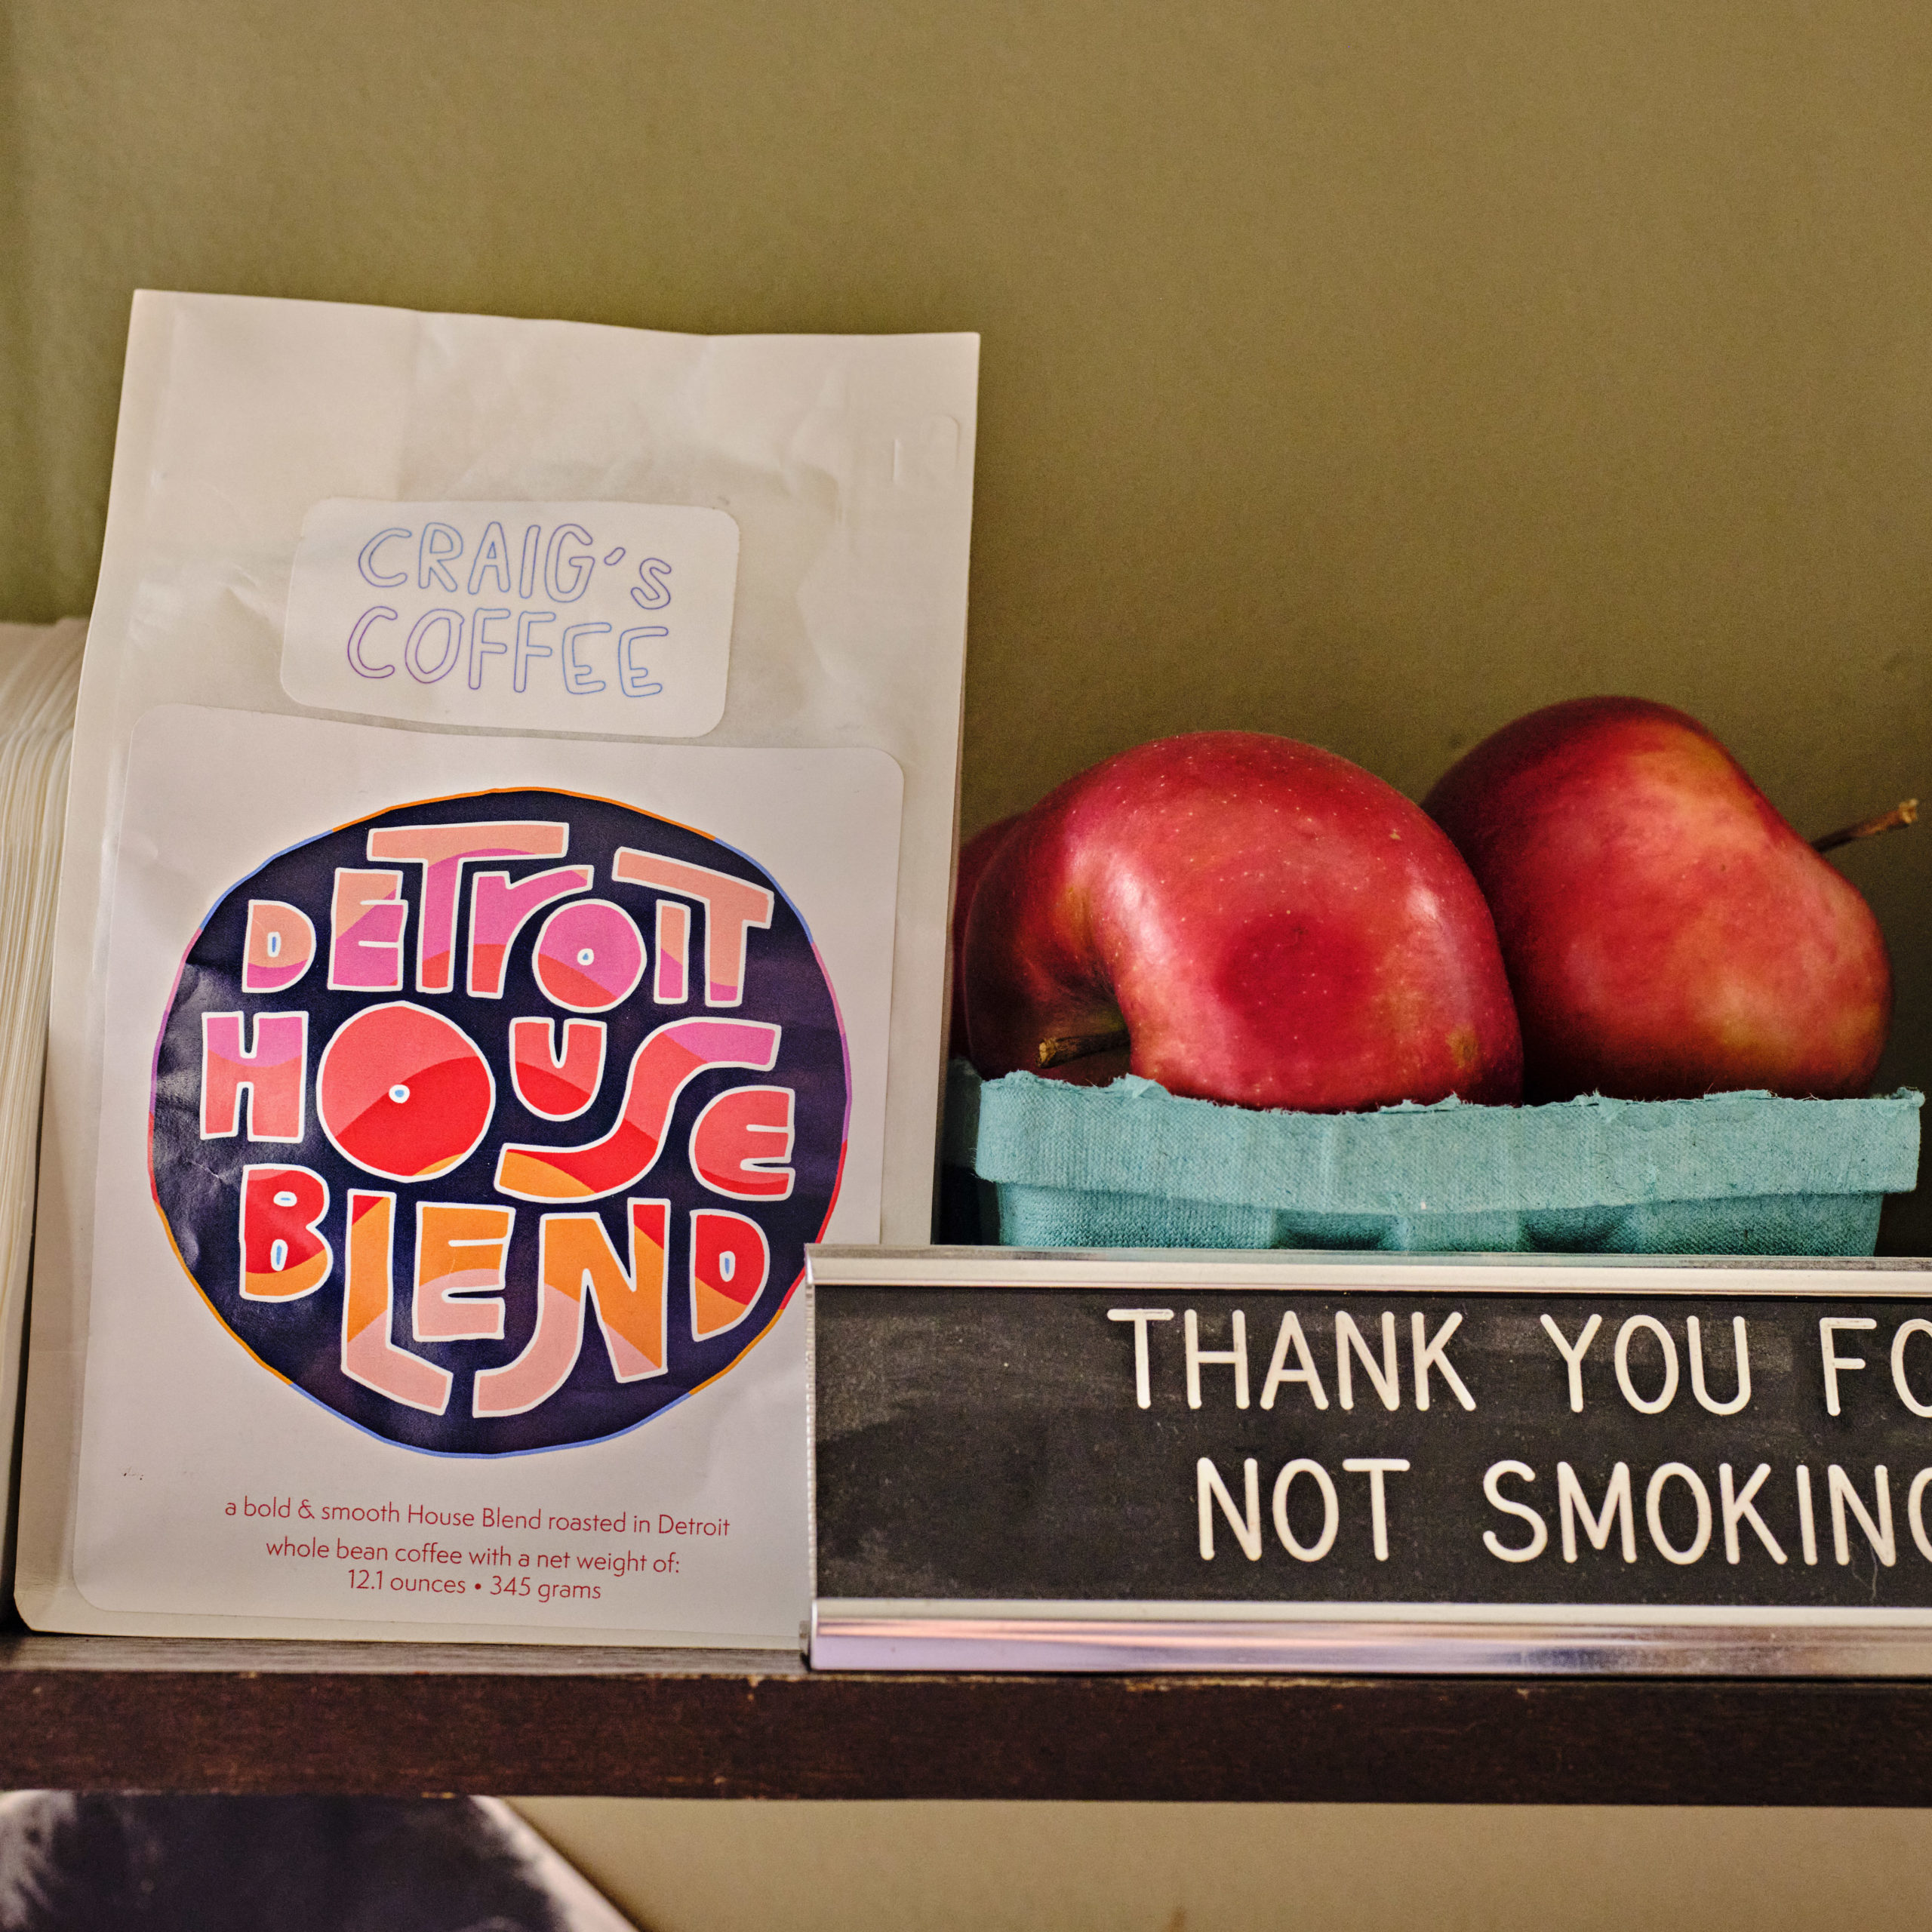 CRAIG's
COFFEE
DETroIT
HOUSE
BLEND
a bold & smooth House Blend roasted in Detroit
whole bean coffee with a net weight of:
12.1 ounces • 345 grams
THANK YOU FO
NOT SMOKING